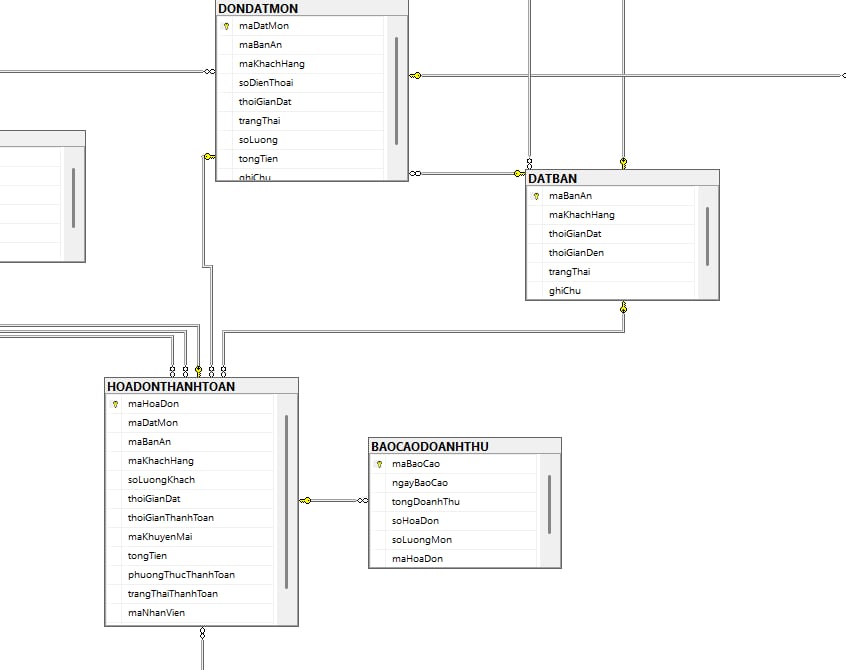 DONDATMON
maDatMon
maBanAn
maKhachHang
soDienThoai
thoiGianDat
trangThai
soLuong
tongTien
ghiChu
DATBAN
maBanAn
maKhachHang
thoiGianDat
thoiGianDen
trangThai
ghiChu
HOADONTHANHTOAN
maHoaDon
maDatMon
maBanAn
maKhachHang
soLuongKhach
thoiGianDat
thoiGianThanhToan
maKhuyenMai
tongTien
phuongThucThanhToan
trangThaiThanhToan
maNhanVien
BAOCAODOANHTHU
maBaoCao
ngayBaoCao
tongDoanhThu
soHoaDon
soLuongMon
maHoaDon